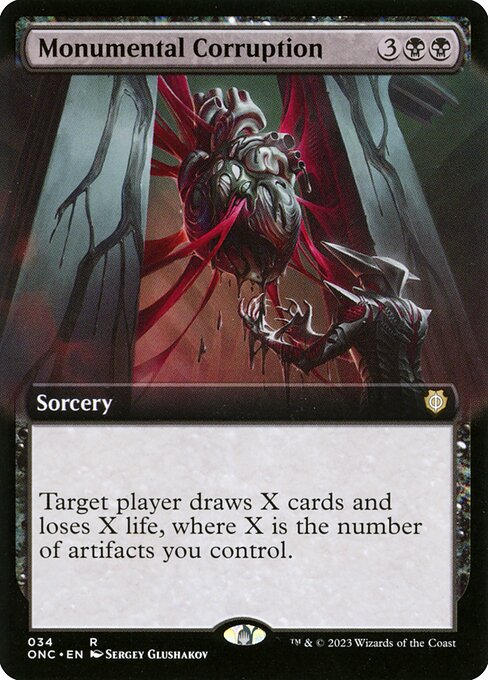 Monumental Corruption 3
Sorcery
Target player draws X cards and
loses X life, where X is the number
of artifacts you control.
034 R
ONC • EN Sergey Glushakov
™ & © 2023 Wizards of the Coast